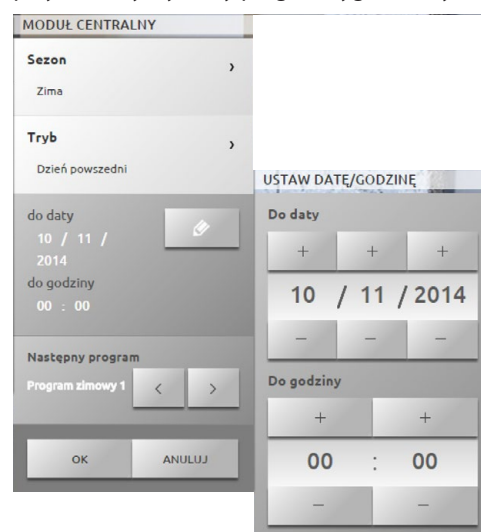 MODUŁ CENTRALNY
Sezon
Zima
Tryb
Dzień powszedni
do daty
10 / 11 /
2014
do godziny
00 : 00
Następny program
Program zimowy 1 < >
OK ANULUJ
USTAW DATĘ/GODZINĘ
Do daty
+ + +
10 / 11 / 2014
− − −
Do godziny
+ +
00 : 00
− −